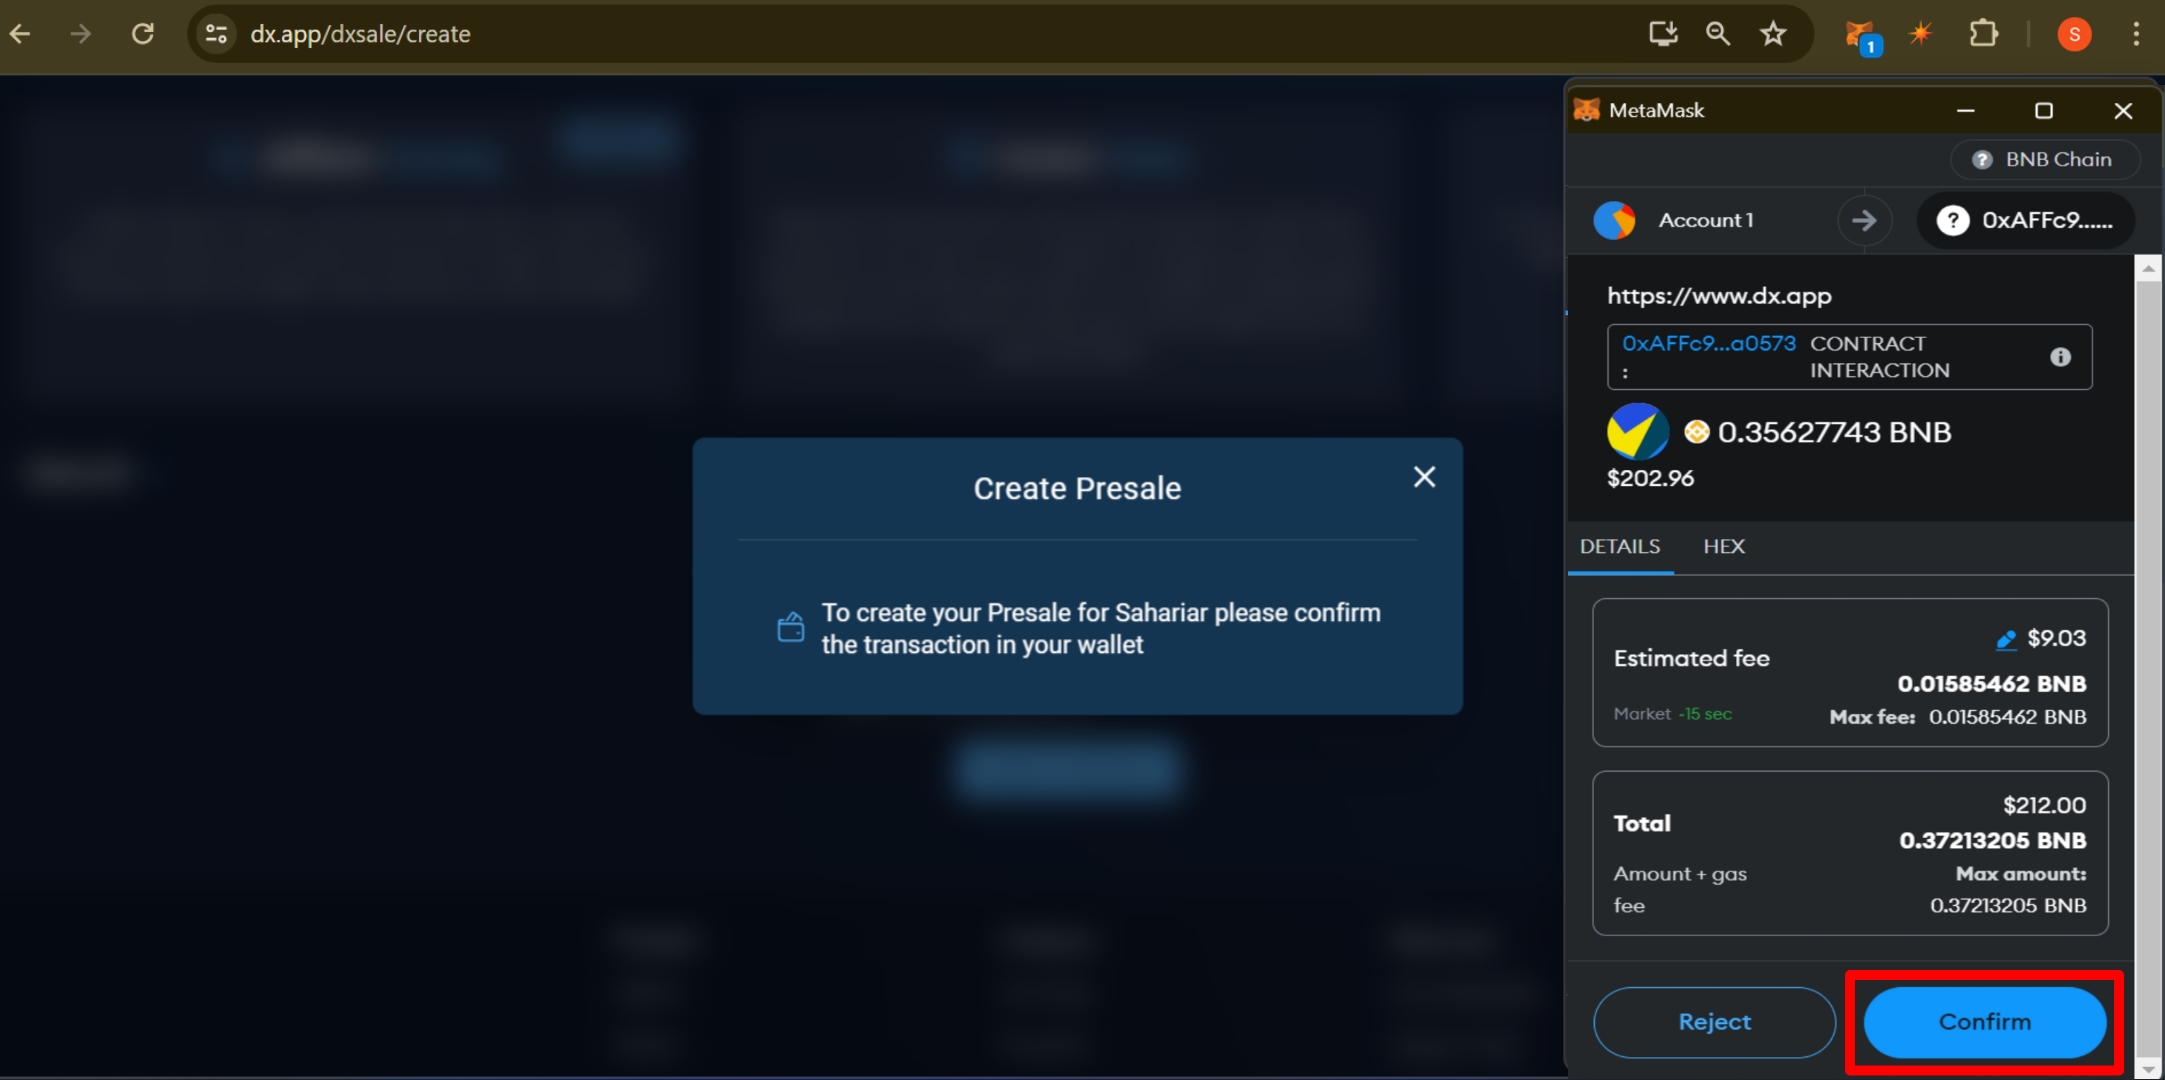 dx.app/dxsale/create
1
S
MetaMask
BNB Chain
Account 1
0xAFFc9......
https://www.dx.app
0xAFFc9...a0573 CONTRACT
: INTERACTION
0.35627743 BNB
$202.96
DETAILS HEX
Create Presale
To create your Presale for Sahariar please confirm
the transaction in your wallet
$9.03
Estimated fee
0.01585462 BNB
Market -15 sec
Max fee: 0.01585462 BNB
$212.00
Total
0.37213205 BNB
Amount + gas
fee
Max amount:
0.37213205 BNB
Reject
Confirm